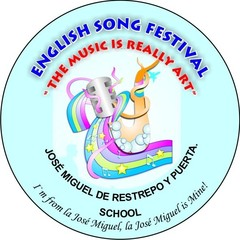 ENGLISH SONG FESTIVAL
"THE MUSIC IS REALLY ART"
JOSÉ MIGUEL DE RESTREPO Y PUERTA.
SCHOOL
I'm from la José Miguel, la José Miguel is Mine!